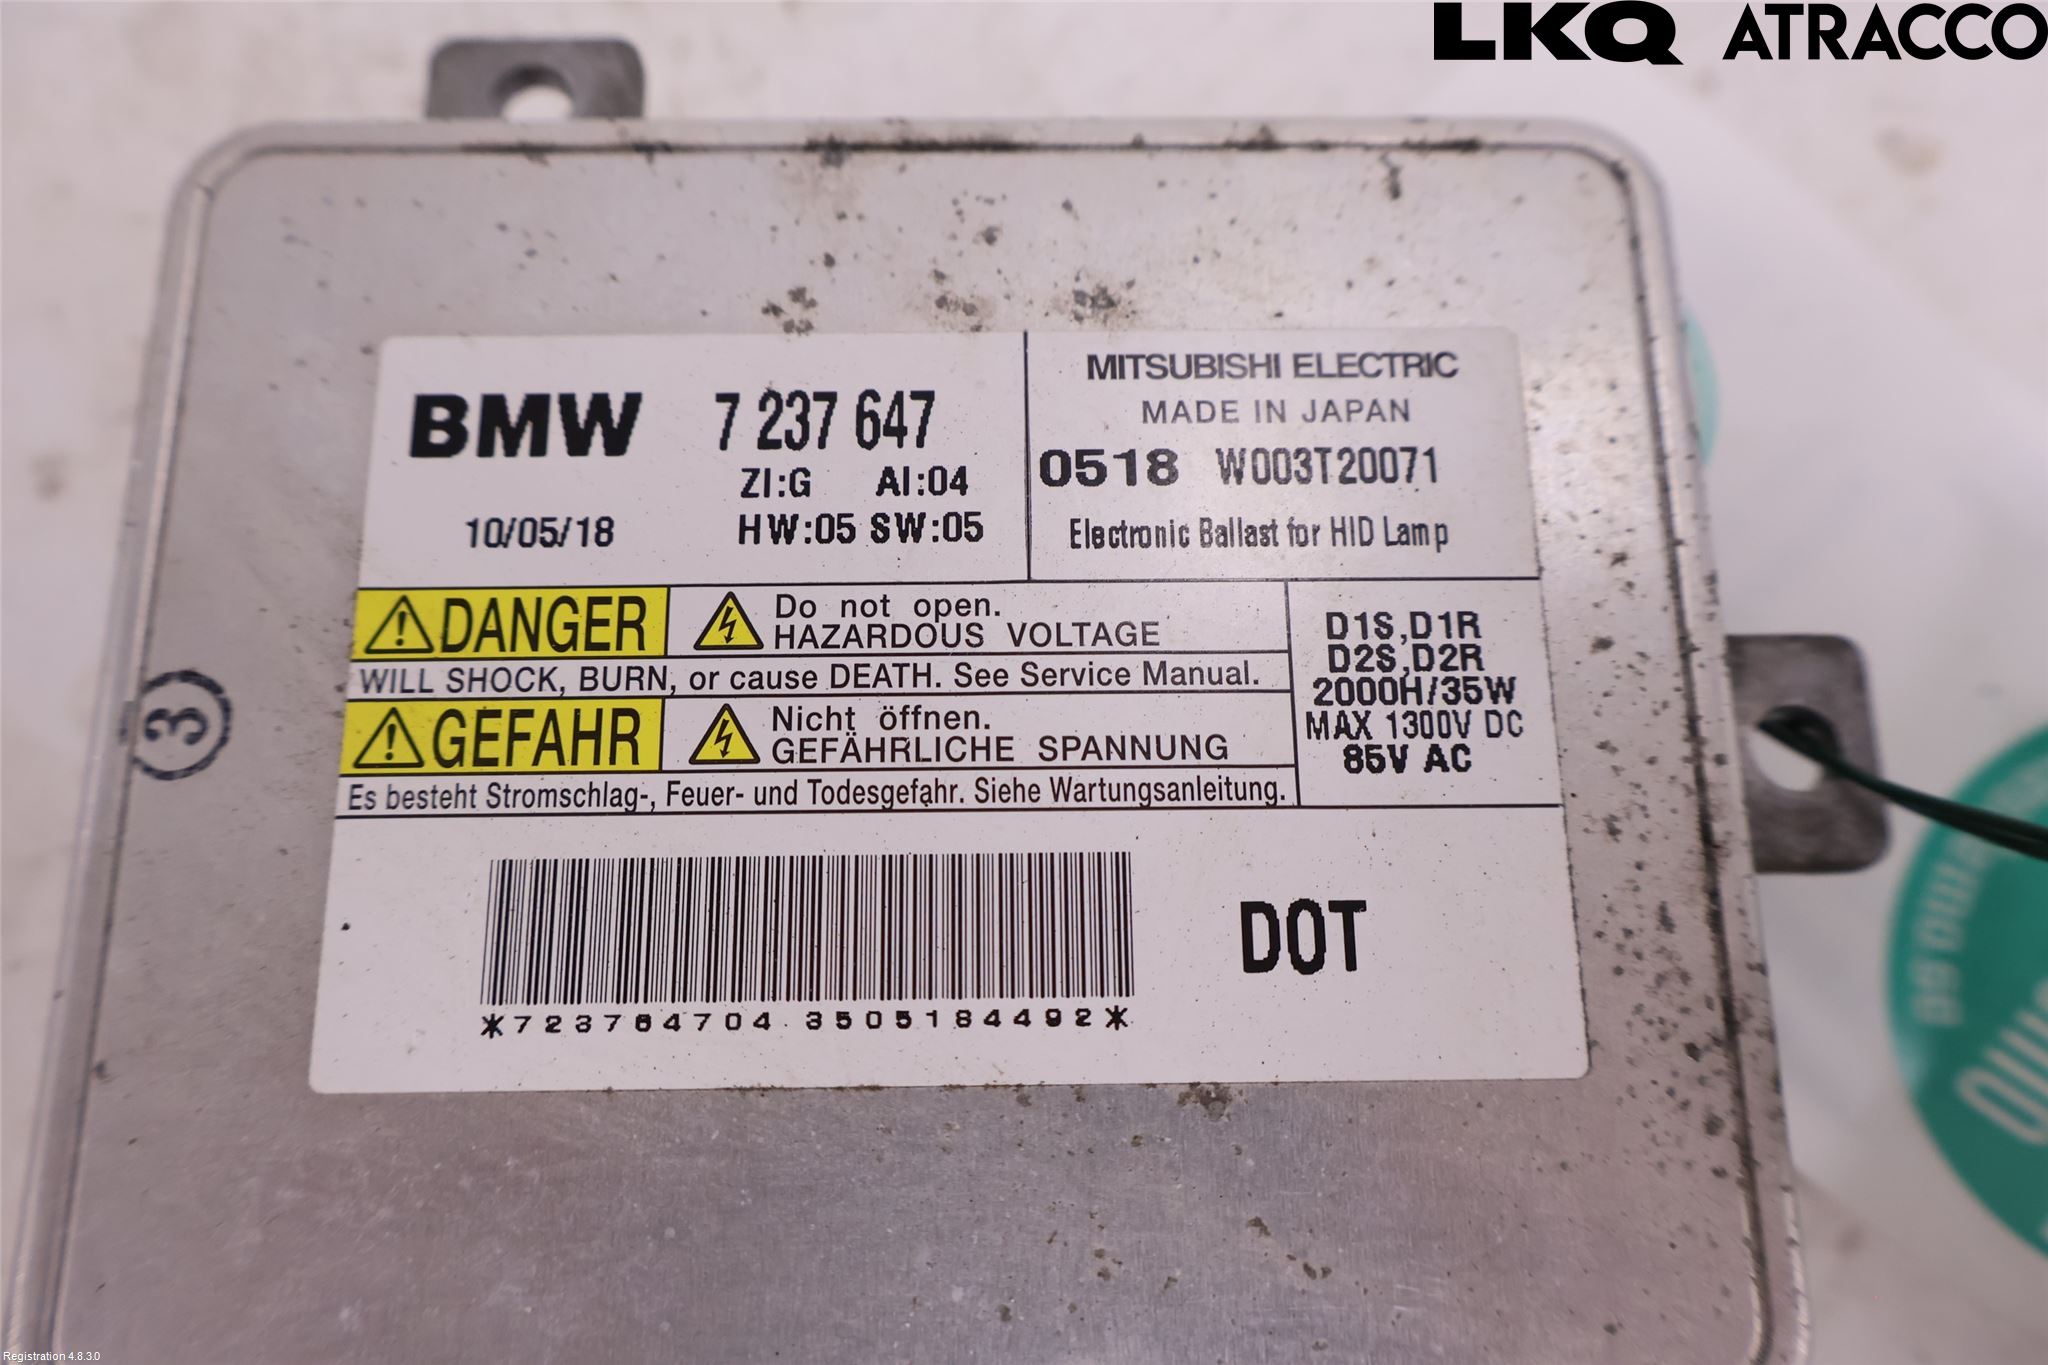 LKQ ATRACCO
BMW 7 237 647
ZI:G AI:04
10/05/18 HW:05 SW:05
MITSUBISHI ELECTRIC
MADE IN JAPAN
0518 W003T20071
Electronic Ballast for HID Lamp
DANGER
Do not open.
HAZARDOUS VOLTAGE
WILL SHOCK, BURN, or cause DEATH. See Service Manual.
GEFAHR
Nicht öffnen.
GEFÄHRLICHE SPANNUNG
Es besteht Stromschlag-, Feuer- und Todesgefahr. Siehe Wartungsanleitung.
D1S,D1R
D2S,D2R
2000H/35W
MAX 1300V DC
85V AC
*723764704 3505184492*
DOT
3
Registration 4.8.3.0